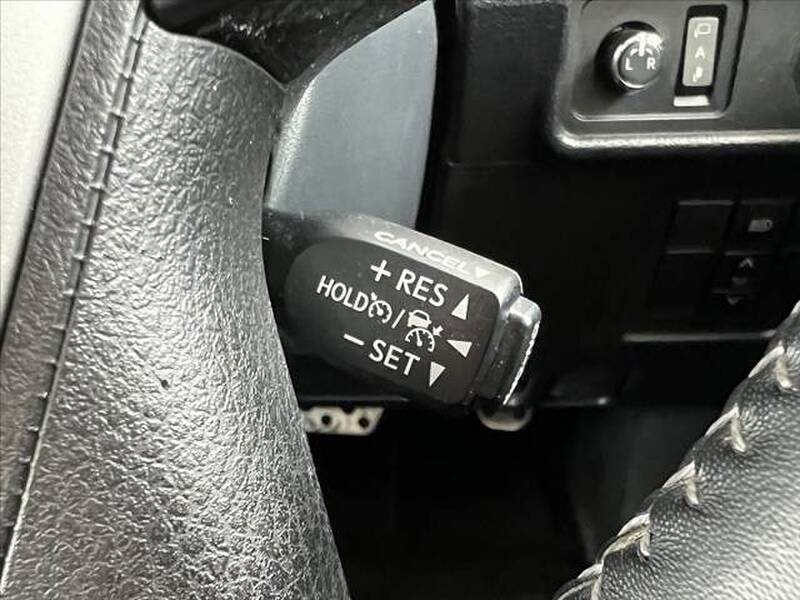 L R
A
CANCEL
+ RES
HOLD /
- SET